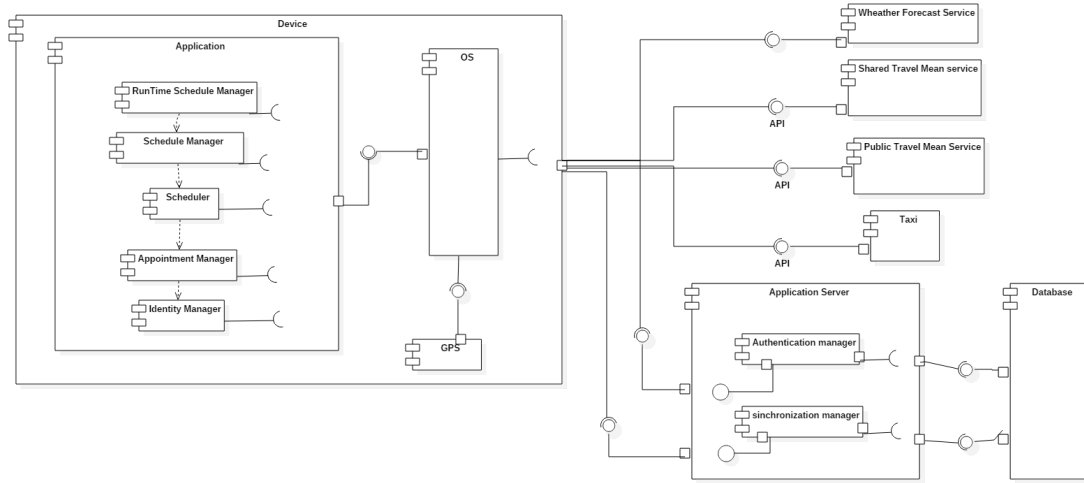 Device
Application
RunTime Schedule Manager
Schedule Manager
Scheduler
Appointment Manager
Identity Manager
OS
GPS
Wheather Forecast Service
Shared Travel Mean service
API
Public Travel Mean Service
API
Taxi
API
Application Server
Authentication manager
sinchronization manager
Database